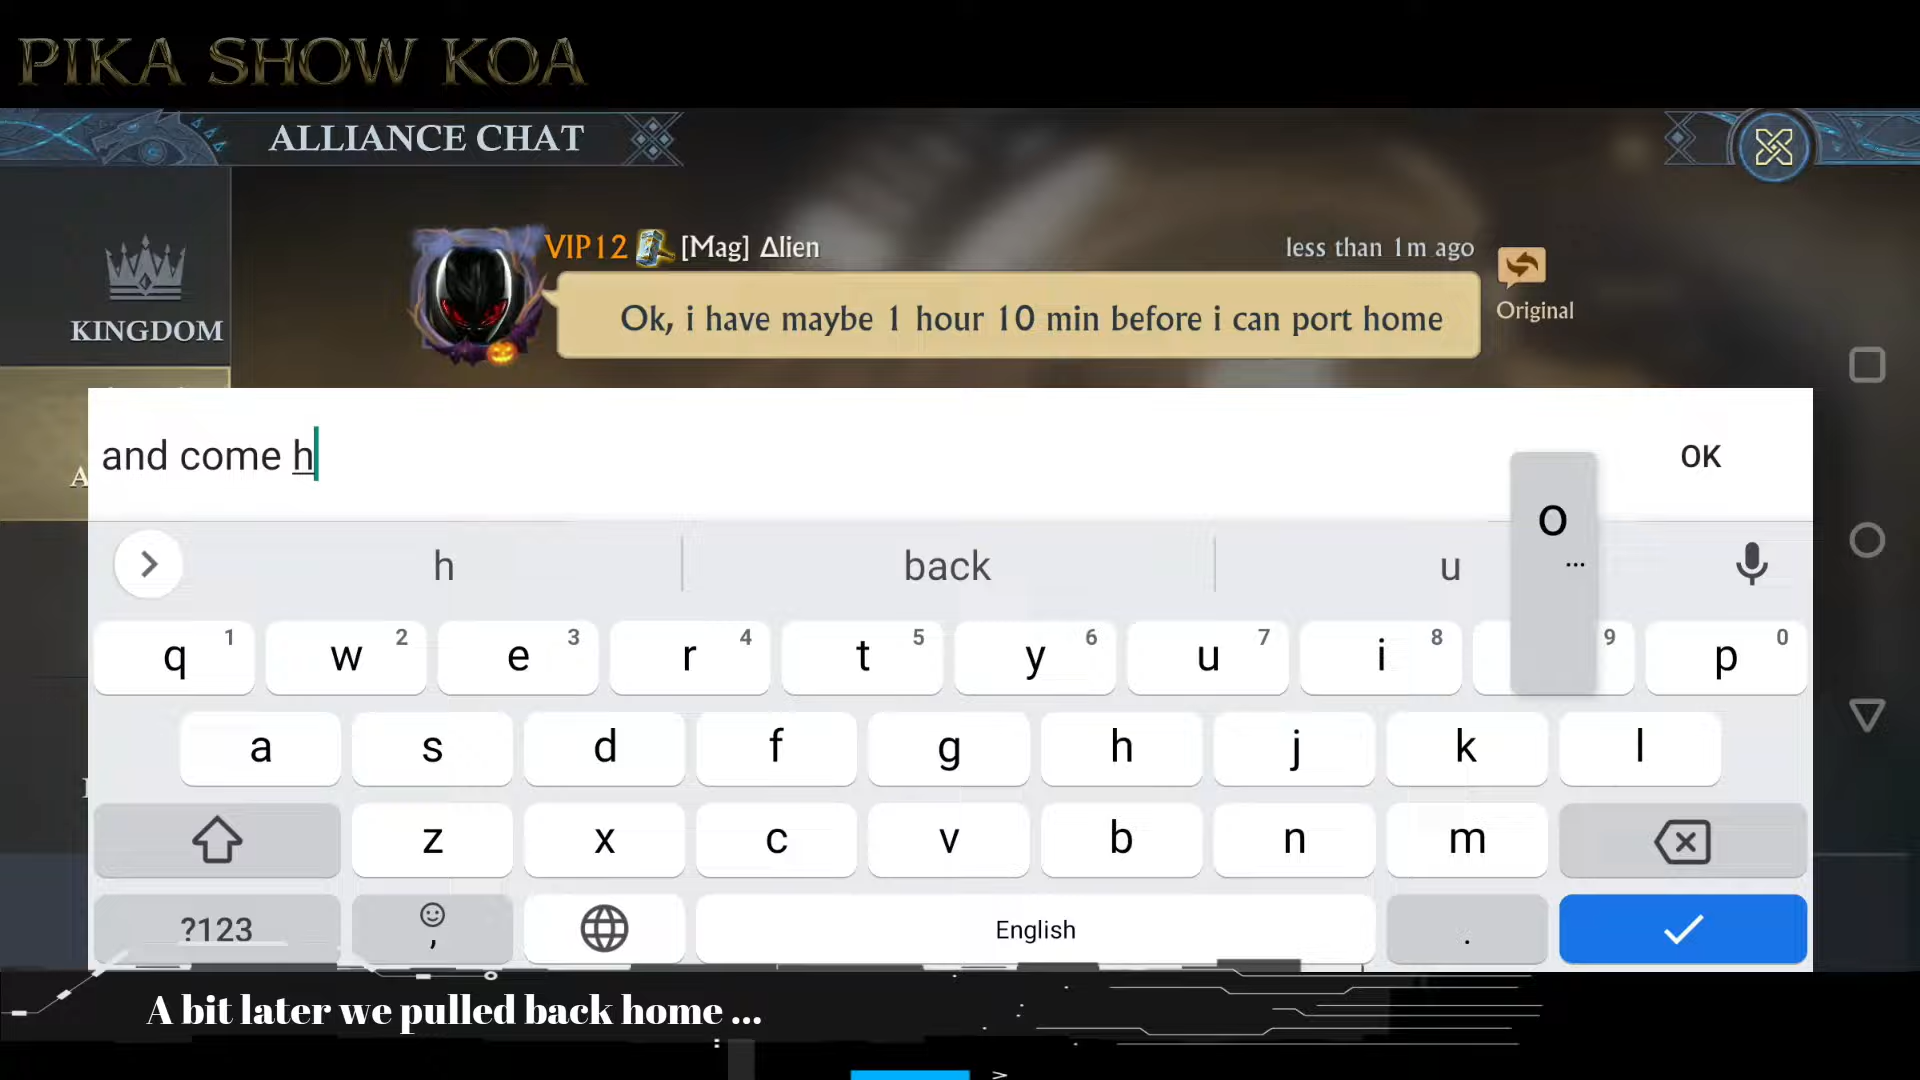 PIKA SHOW KOA
ALLIANCE CHAT
KINGDOM
VIP12 [Mag] Δlien
less than 1m ago
Ok, i have maybe 1 hour 10 min before i can port home
Original
A
and come h
OK
o
...
h back u
q 1 w 2 e 3 r 4 t 5 y 6 u 7 i 8 9 p 0
a s d f g h j k l
z x c v b n m
?123 , English .
A bit later we pulled back home ...